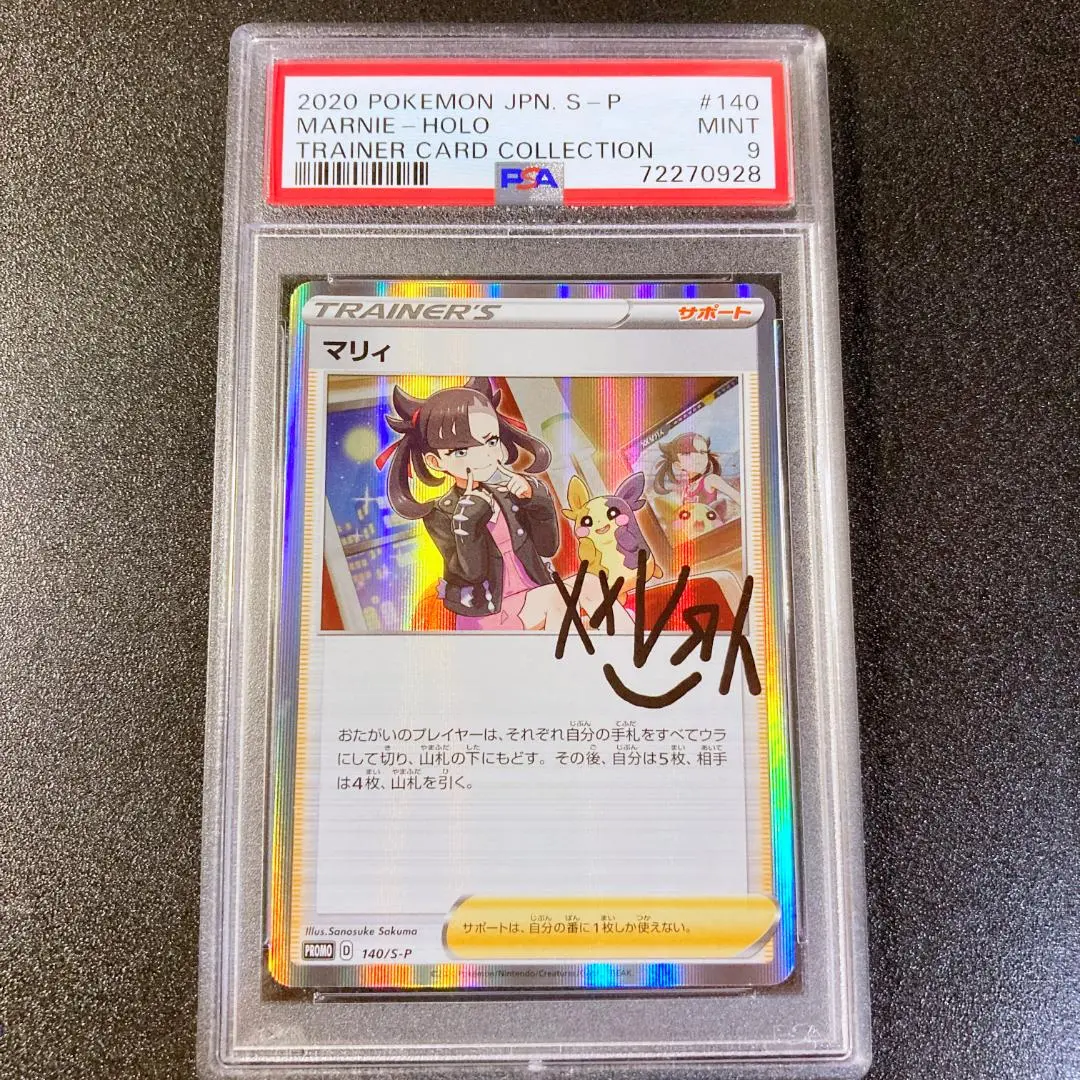 2020 POKEMON JPN. S-P #140
MARNIE-HOLO MINT
TRAINER CARD COLLECTION 9
PSA 72270928
TRAINER'S サポート
マリィ
おたがいのプレイヤーは、それぞれ自分の手札をすべてウラ
にして切り、山札の下にもどす。その後、自分は5枚、相手
は4枚、山札を引く。
サポートは、自分の番に1枚しか使えない。
Illus.Sanosuke Sakuma
PROMO D 140/S-P